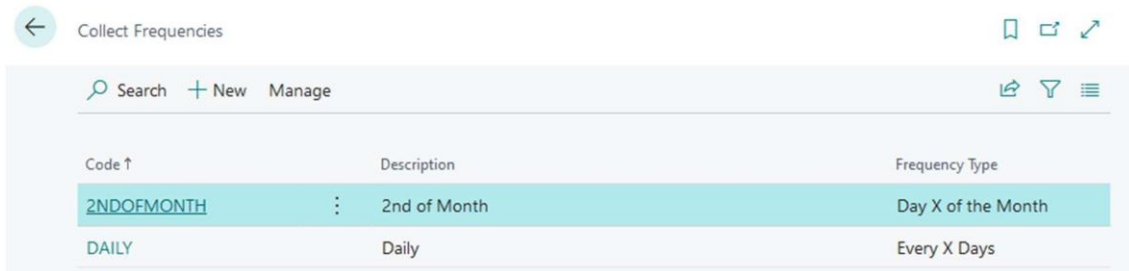 Collect Frequencies
Search New Manage
Code ↑ Description Frequency Type
2NDOFMONTH 2nd of Month Day X of the Month
DAILY Daily Every X Days